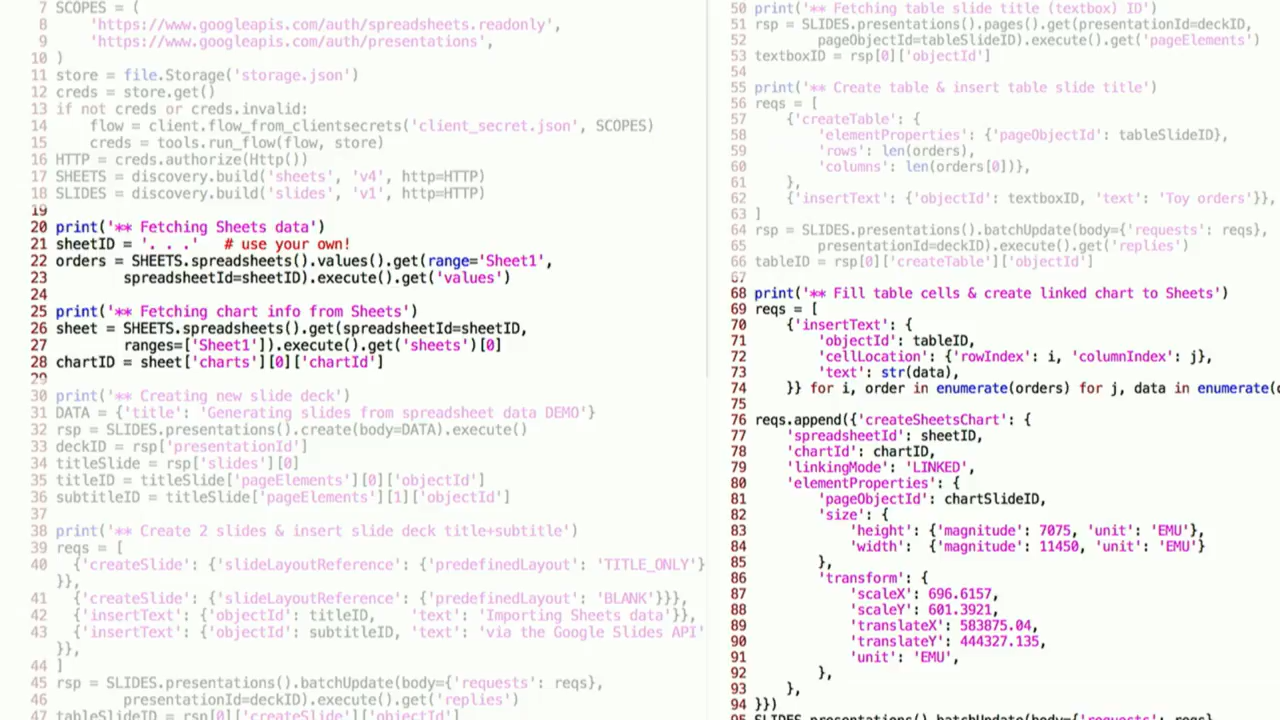 7 SCOPES = (
8     'https://www.googleapis.com/auth/spreadsheets.readonly',
9     'https://www.googleapis.com/auth/presentations',
10 )
11 store = file.Storage('storage.json')
12 creds = store.get()
13 if not creds or creds.invalid:
14     flow = client.flow_from_clientsecrets('client_secret.json', SCOPES)
15     creds = tools.run_flow(flow, store)
16 HTTP = creds.authorize(Http())
17 SHEETS = discovery.build('sheets', 'v4', http=HTTP)
18 SLIDES = discovery.build('slides', 'v1', http=HTTP)
19
20 print('** Fetching Sheets data')
21 sheetID = '. . .'   # use your own!
22 orders = SHEETS.spreadsheets().values().get(range='Sheet1',
23         spreadsheetId=sheetID).execute().get('values')
24
25 print('** Fetching chart info from Sheets')
26 sheet = SHEETS.spreadsheets().get(spreadsheetId=sheetID,
27         ranges=['Sheet1']).execute().get('sheets')[0]
28 chartID = sheet['charts'][0]['chartId']
29
30 print('** Creating new slide deck')
31 DATA = {'title': 'Generating slides from spreadsheet data DEMO'}
32 rsp = SLIDES.presentations().create(body=DATA).execute()
33 deckID = rsp['presentationId']
34 titleSlide = rsp['slides'][0]
35 titleID = titleSlide['pageElements'][0]['objectId']
36 subtitleID = titleSlide['pageElements'][1]['objectId']
37
38 print('** Create 2 slides & insert slide deck title+subtitle')
39 reqs = [
40   {'createSlide': {'slideLayoutReference': {'predefinedLayout': 'TITLE_ONLY'}
}},
41   {'createSlide': {'slideLayoutReference': {'predefinedLayout': 'BLANK'}}},
42   {'insertText': {'objectId': titleID,    'text': 'Importing Sheets data'}},
43   {'insertText': {'objectId': subtitleID, 'text': 'via the Google Slides API'
}},
44 ]
45 rsp = SLIDES.presentations().batchUpdate(body={'requests': reqs},
46         presentationId=deckID).execute().get('replies')
47 tableSlideID = rsp[0]['createSlide']['objectId']
50 print('** Fetching table slide title (textbox) ID')
51 rsp = SLIDES.presentations().pages().get(presentationId=deckID,
52         pageObjectId=tableSlideID).execute().get('pageElements')
53 textboxID = rsp[0]['objectId']
54
55 print('** Create table & insert table slide title')
56 reqs = [
57     {'createTable': {
58         'elementProperties': {'pageObjectId': tableSlideID},
59         'rows': len(orders),
60         'columns': len(orders[0])},
61     },
62     {'insertText': {'objectId': textboxID, 'text': 'Toy orders'}},
63 ]
64 rsp = SLIDES.presentations().batchUpdate(body={'requests': reqs},
65         presentationId=deckID).execute().get('replies')
66 tableID = rsp[0]['createTable']['objectId']
67
68 print('** Fill table cells & create linked chart to Sheets')
69 reqs = [
70     {'insertText': {
71         'objectId': tableID,
72         'cellLocation': {'rowIndex': i, 'columnIndex': j},
73         'text': str(data),
74     }} for i, order in enumerate(orders) for j, data in enumerate(
75
76 reqs.append({'createSheetsChart': {
77     'spreadsheetId': sheetID,
78     'chartId': chartID,
79     'linkingMode': 'LINKED',
80     'elementProperties': {
81         'pageObjectId': chartSlideID,
82         'size': {
83             'height': {'magnitude': 7075, 'unit': 'EMU'},
84             'width':  {'magnitude': 11450, 'unit': 'EMU'}
85         },
86         'transform': {
87             'scaleX': 696.6157,
88             'scaleY': 601.3921,
89             'translateX': 583875.04,
90             'translateY': 444327.135,
91             'unit': 'EMU',
92         },
93     },
94 }})
95 SLIDES.presentations().batchUpdate(body={'requests': reqs},